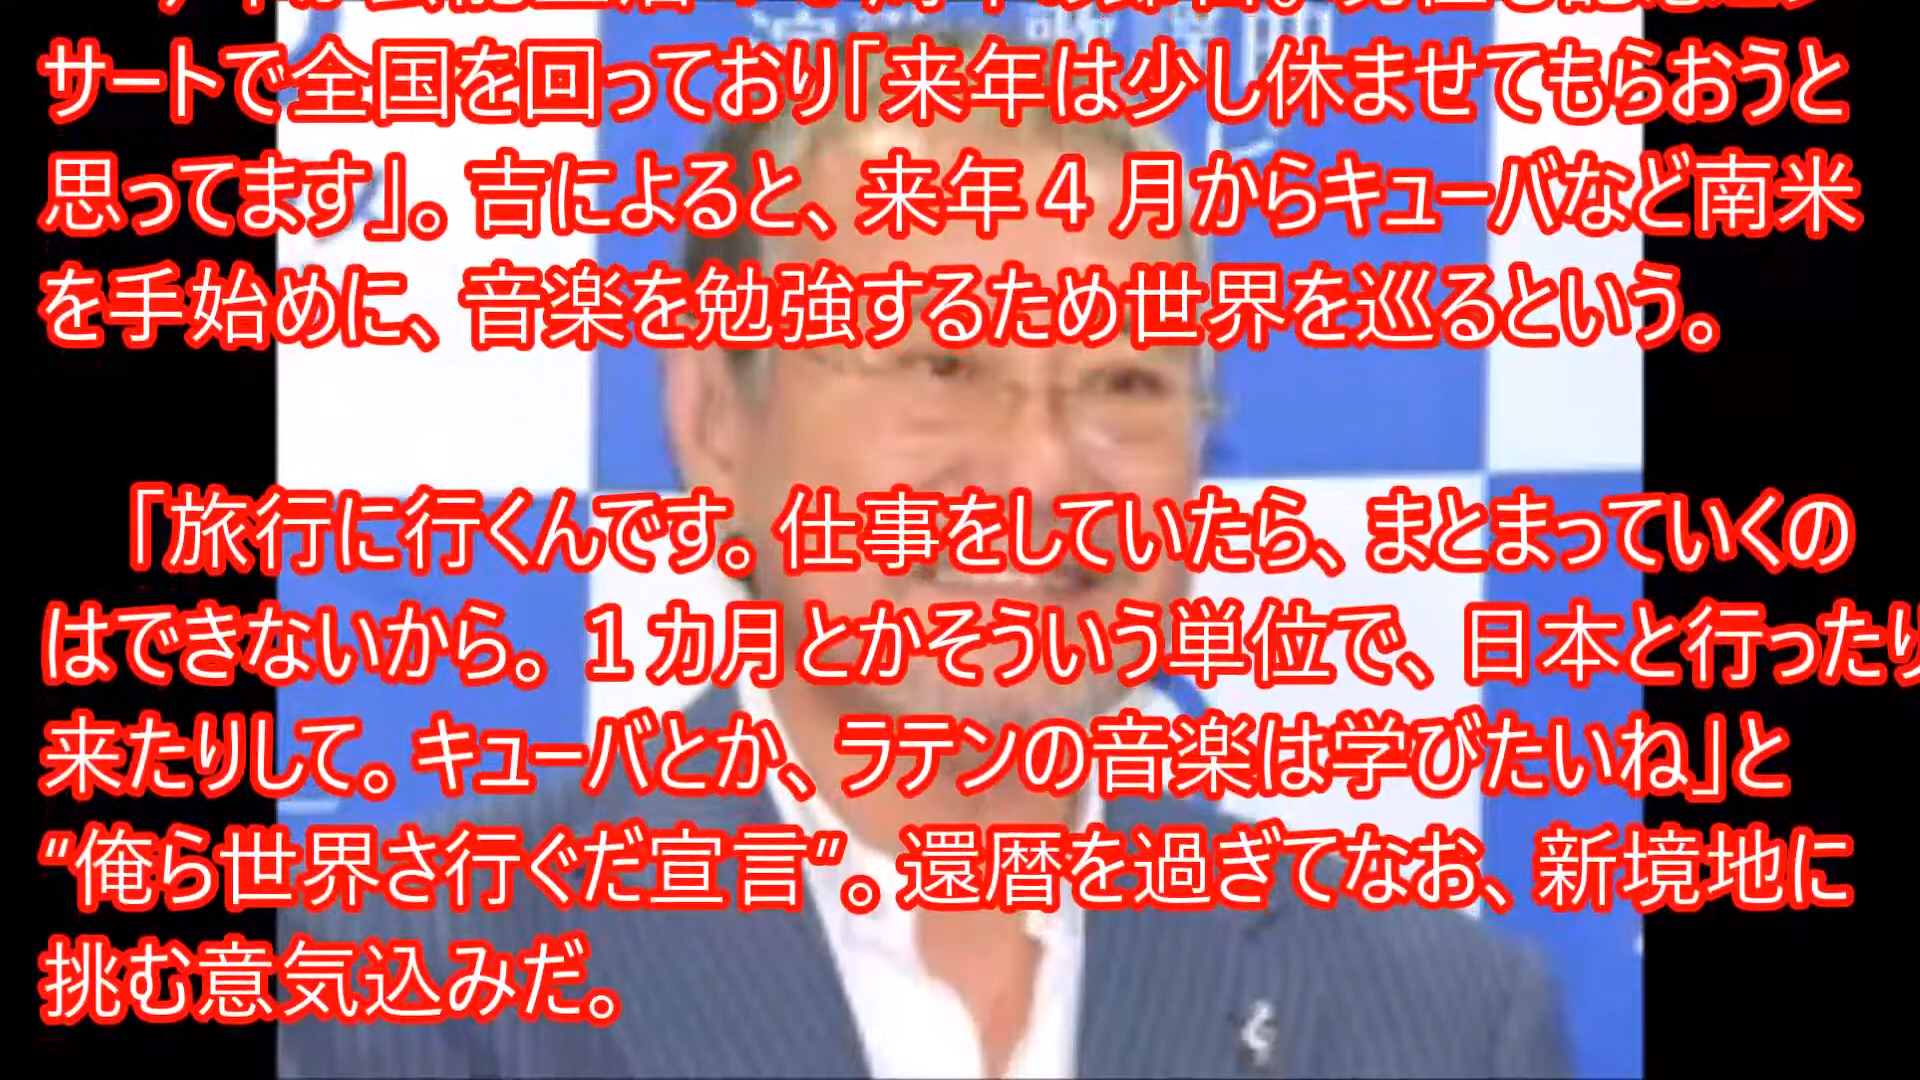 サートで全国を回っており「来年は少し休ませてもらおうと
思ってます」。吉によると、来年４月からキューバなど南米
を手始めに、音楽を勉強するため世界を巡るという。
「旅行に行くんです。仕事をしていたら、まとまっていくの
はできないから。１カ月とかそういう単位で、日本と行ったり
来たりして。キューバとか、ラテンの音楽は学びたいね」と
“俺ら世界さ行ぐだ宣言”。還暦を過ぎてなお、新境地に
挑む意気込みだ。